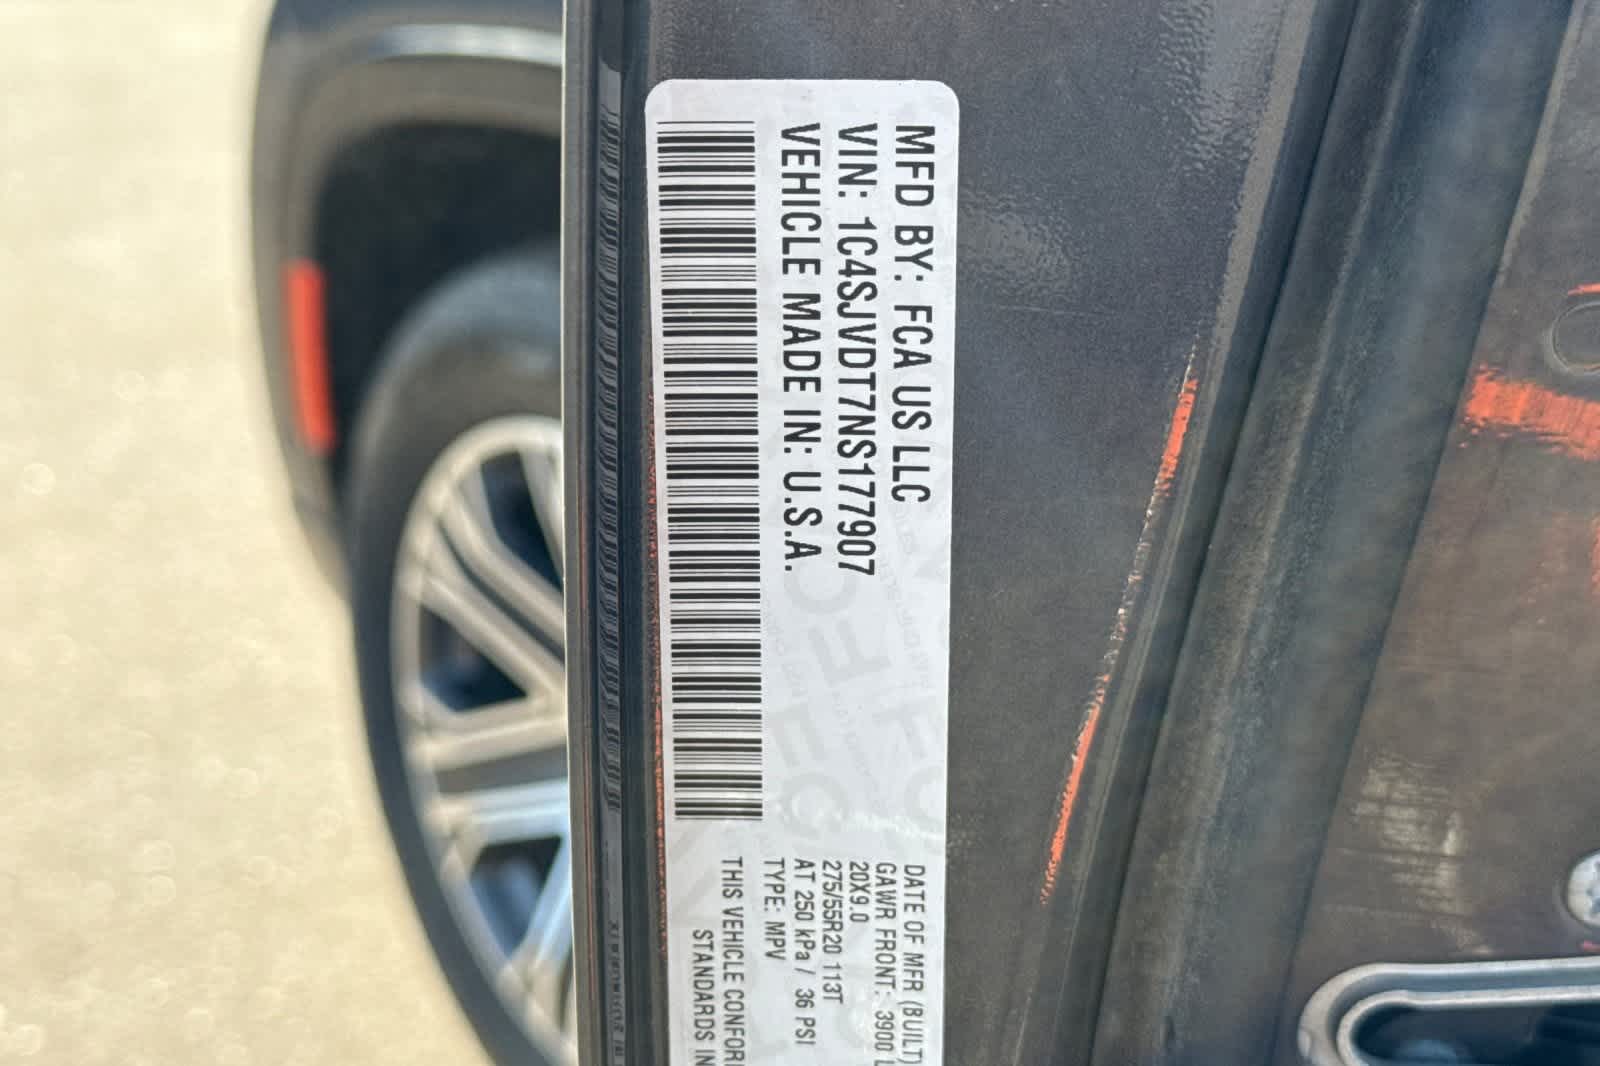 MFD BY: FCA US LLC
VIN: 1C4SJVDT7NS177907
VEHICLE MADE IN: U.S.A.
DATE OF MFR (BUILT)
GAWR FRONT: 3900 L
20X9.0
275/55R20 113T
AT 250 kPa / 36 PSI
TYPE: MPV
THIS VEHICLE CONFOR
STANDARDS IN